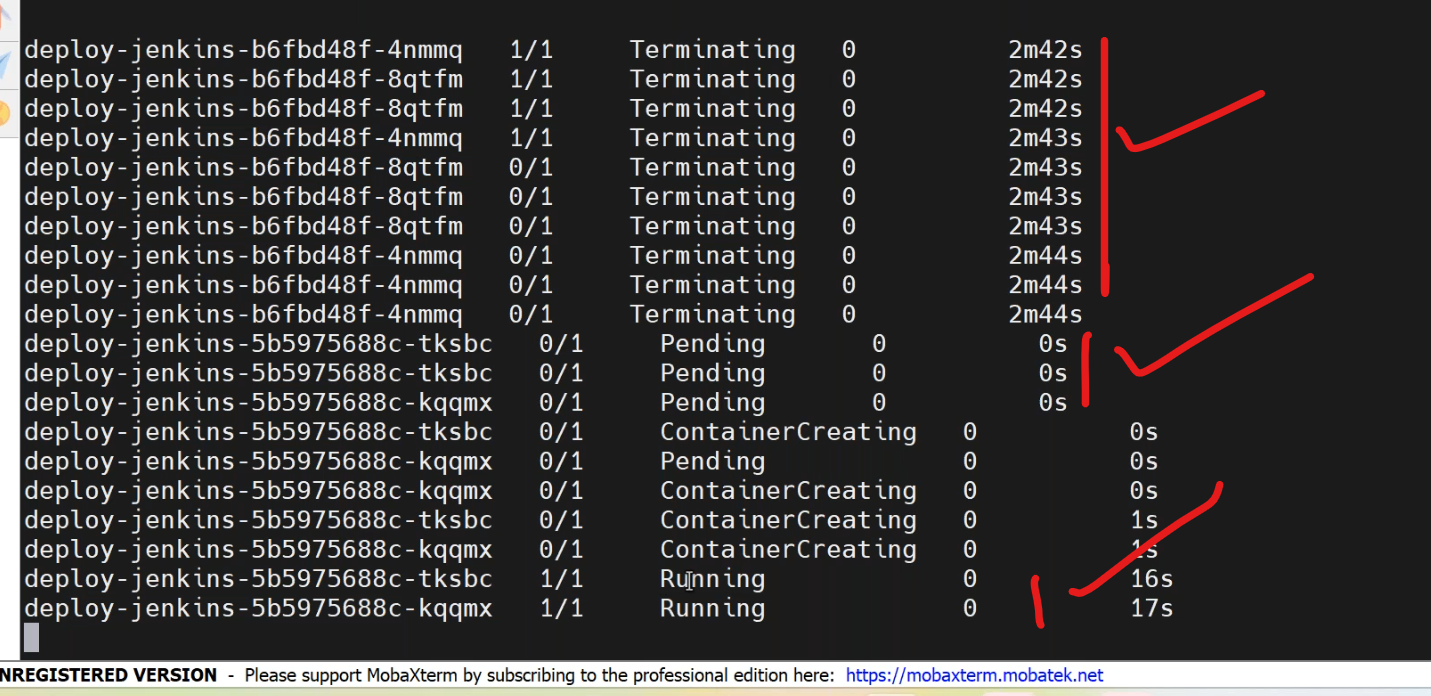 deploy-jenkins-b6fbd48f-4nmmq 1/1 Terminating 0 2m42s
deploy-jenkins-b6fbd48f-8qtfm 1/1 Terminating 0 2m42s
deploy-jenkins-b6fbd48f-8qtfm 1/1 Terminating 0 2m42s
deploy-jenkins-b6fbd48f-4nmmq 1/1 Terminating 0 2m43s
deploy-jenkins-b6fbd48f-8qtfm 0/1 Terminating 0 2m43s
deploy-jenkins-b6fbd48f-8qtfm 0/1 Terminating 0 2m43s
deploy-jenkins-b6fbd48f-8qtfm 0/1 Terminating 0 2m43s
deploy-jenkins-b6fbd48f-4nmmq 0/1 Terminating 0 2m44s
deploy-jenkins-b6fbd48f-4nmmq 0/1 Terminating 0 2m44s
deploy-jenkins-b6fbd48f-4nmmq 0/1 Terminating 0 2m44s
deploy-jenkins-5b5975688c-tksbc 0/1 Pending 0 0s
deploy-jenkins-5b5975688c-tksbc 0/1 Pending 0 0s
deploy-jenkins-5b5975688c-kqqmx 0/1 Pending 0 0s
deploy-jenkins-5b5975688c-tksbc 0/1 ContainerCreating 0 0s
deploy-jenkins-5b5975688c-kqqmx 0/1 Pending 0 0s
deploy-jenkins-5b5975688c-kqqmx 0/1 ContainerCreating 0 0s
deploy-jenkins-5b5975688c-tksbc 0/1 ContainerCreating 0 1s
deploy-jenkins-5b5975688c-kqqmx 0/1 ContainerCreating 0 1s
deploy-jenkins-5b5975688c-tksbc 1/1 Running 0 16s
deploy-jenkins-5b5975688c-kqqmx 1/1 Running 0 17s
NREGISTERED VERSION - Please support MobaXterm by subscribing to the professional edition here: https://mobaxterm.mobatek.net